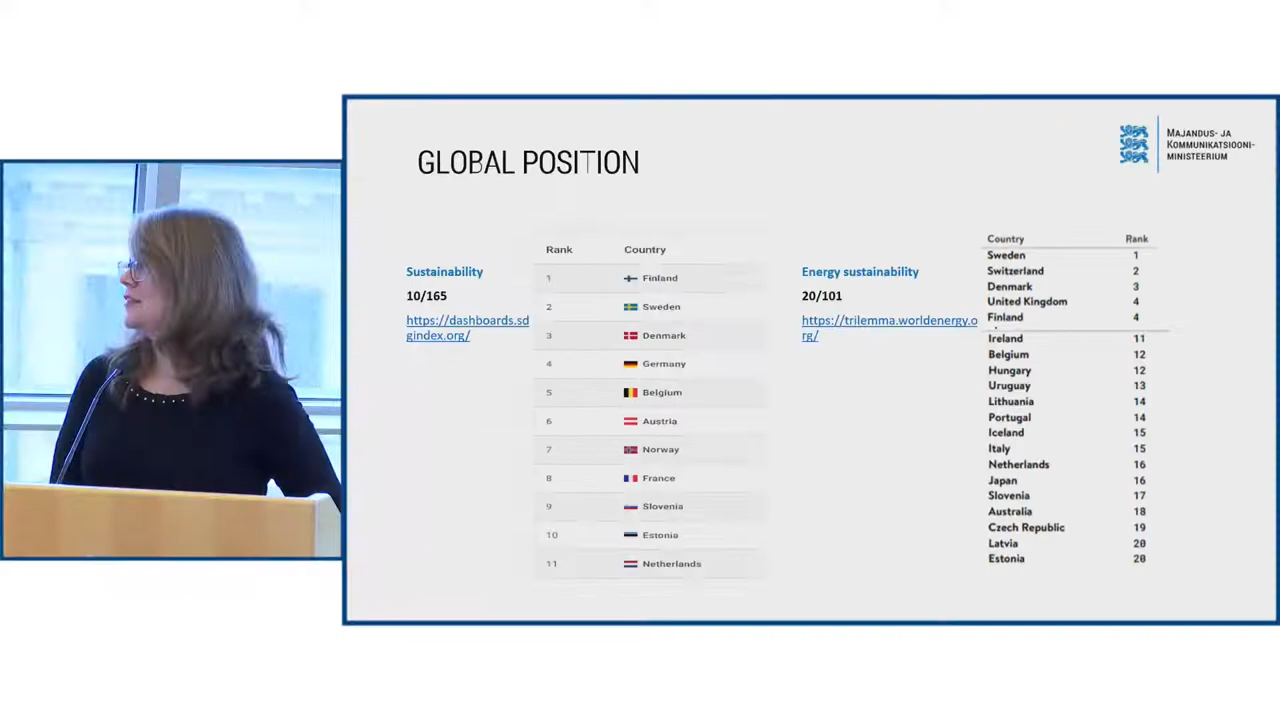 GLOBAL POSITION
MAJANDUS- JA
KOMMUNIKATSIOONI-
MINISTEERIUM
Sustainability
10/165
https://dashboards.sd
gindex.org/
Rank Country
1 Finland
2 Sweden
3 Denmark
4 Germany
5 Belgium
6 Austria
7 Norway
8 France
9 Slovenia
10 Estonia
11 Netherlands
Energy sustainability
20/101
https://trilemma.worldenergy.o
rg/
Country Rank
Sweden 1
Switzerland 2
Denmark 3
United Kingdom 4
Finland 4
Ireland 11
Belgium 12
Hungary 12
Uruguay 13
Lithuania 14
Portugal 14
Iceland 15
Italy 15
Netherlands 16
Japan 16
Slovenia 17
Australia 18
Czech Republic 19
Latvia 20
Estonia 20